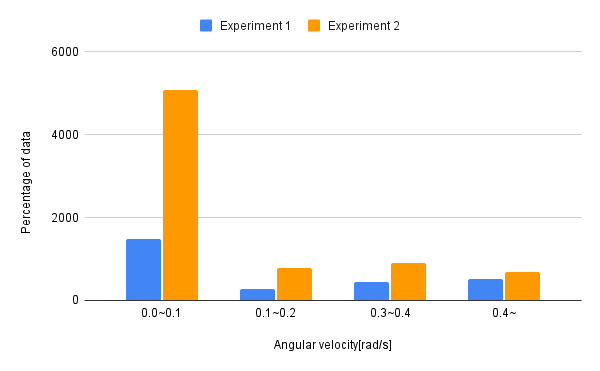 Experiment 1 Experiment 2
6000
4000
2000
0
Percentage of data
0.0~0.1 0.1~0.2 0.3~0.4 0.4~
Angular velocity[rad/s]